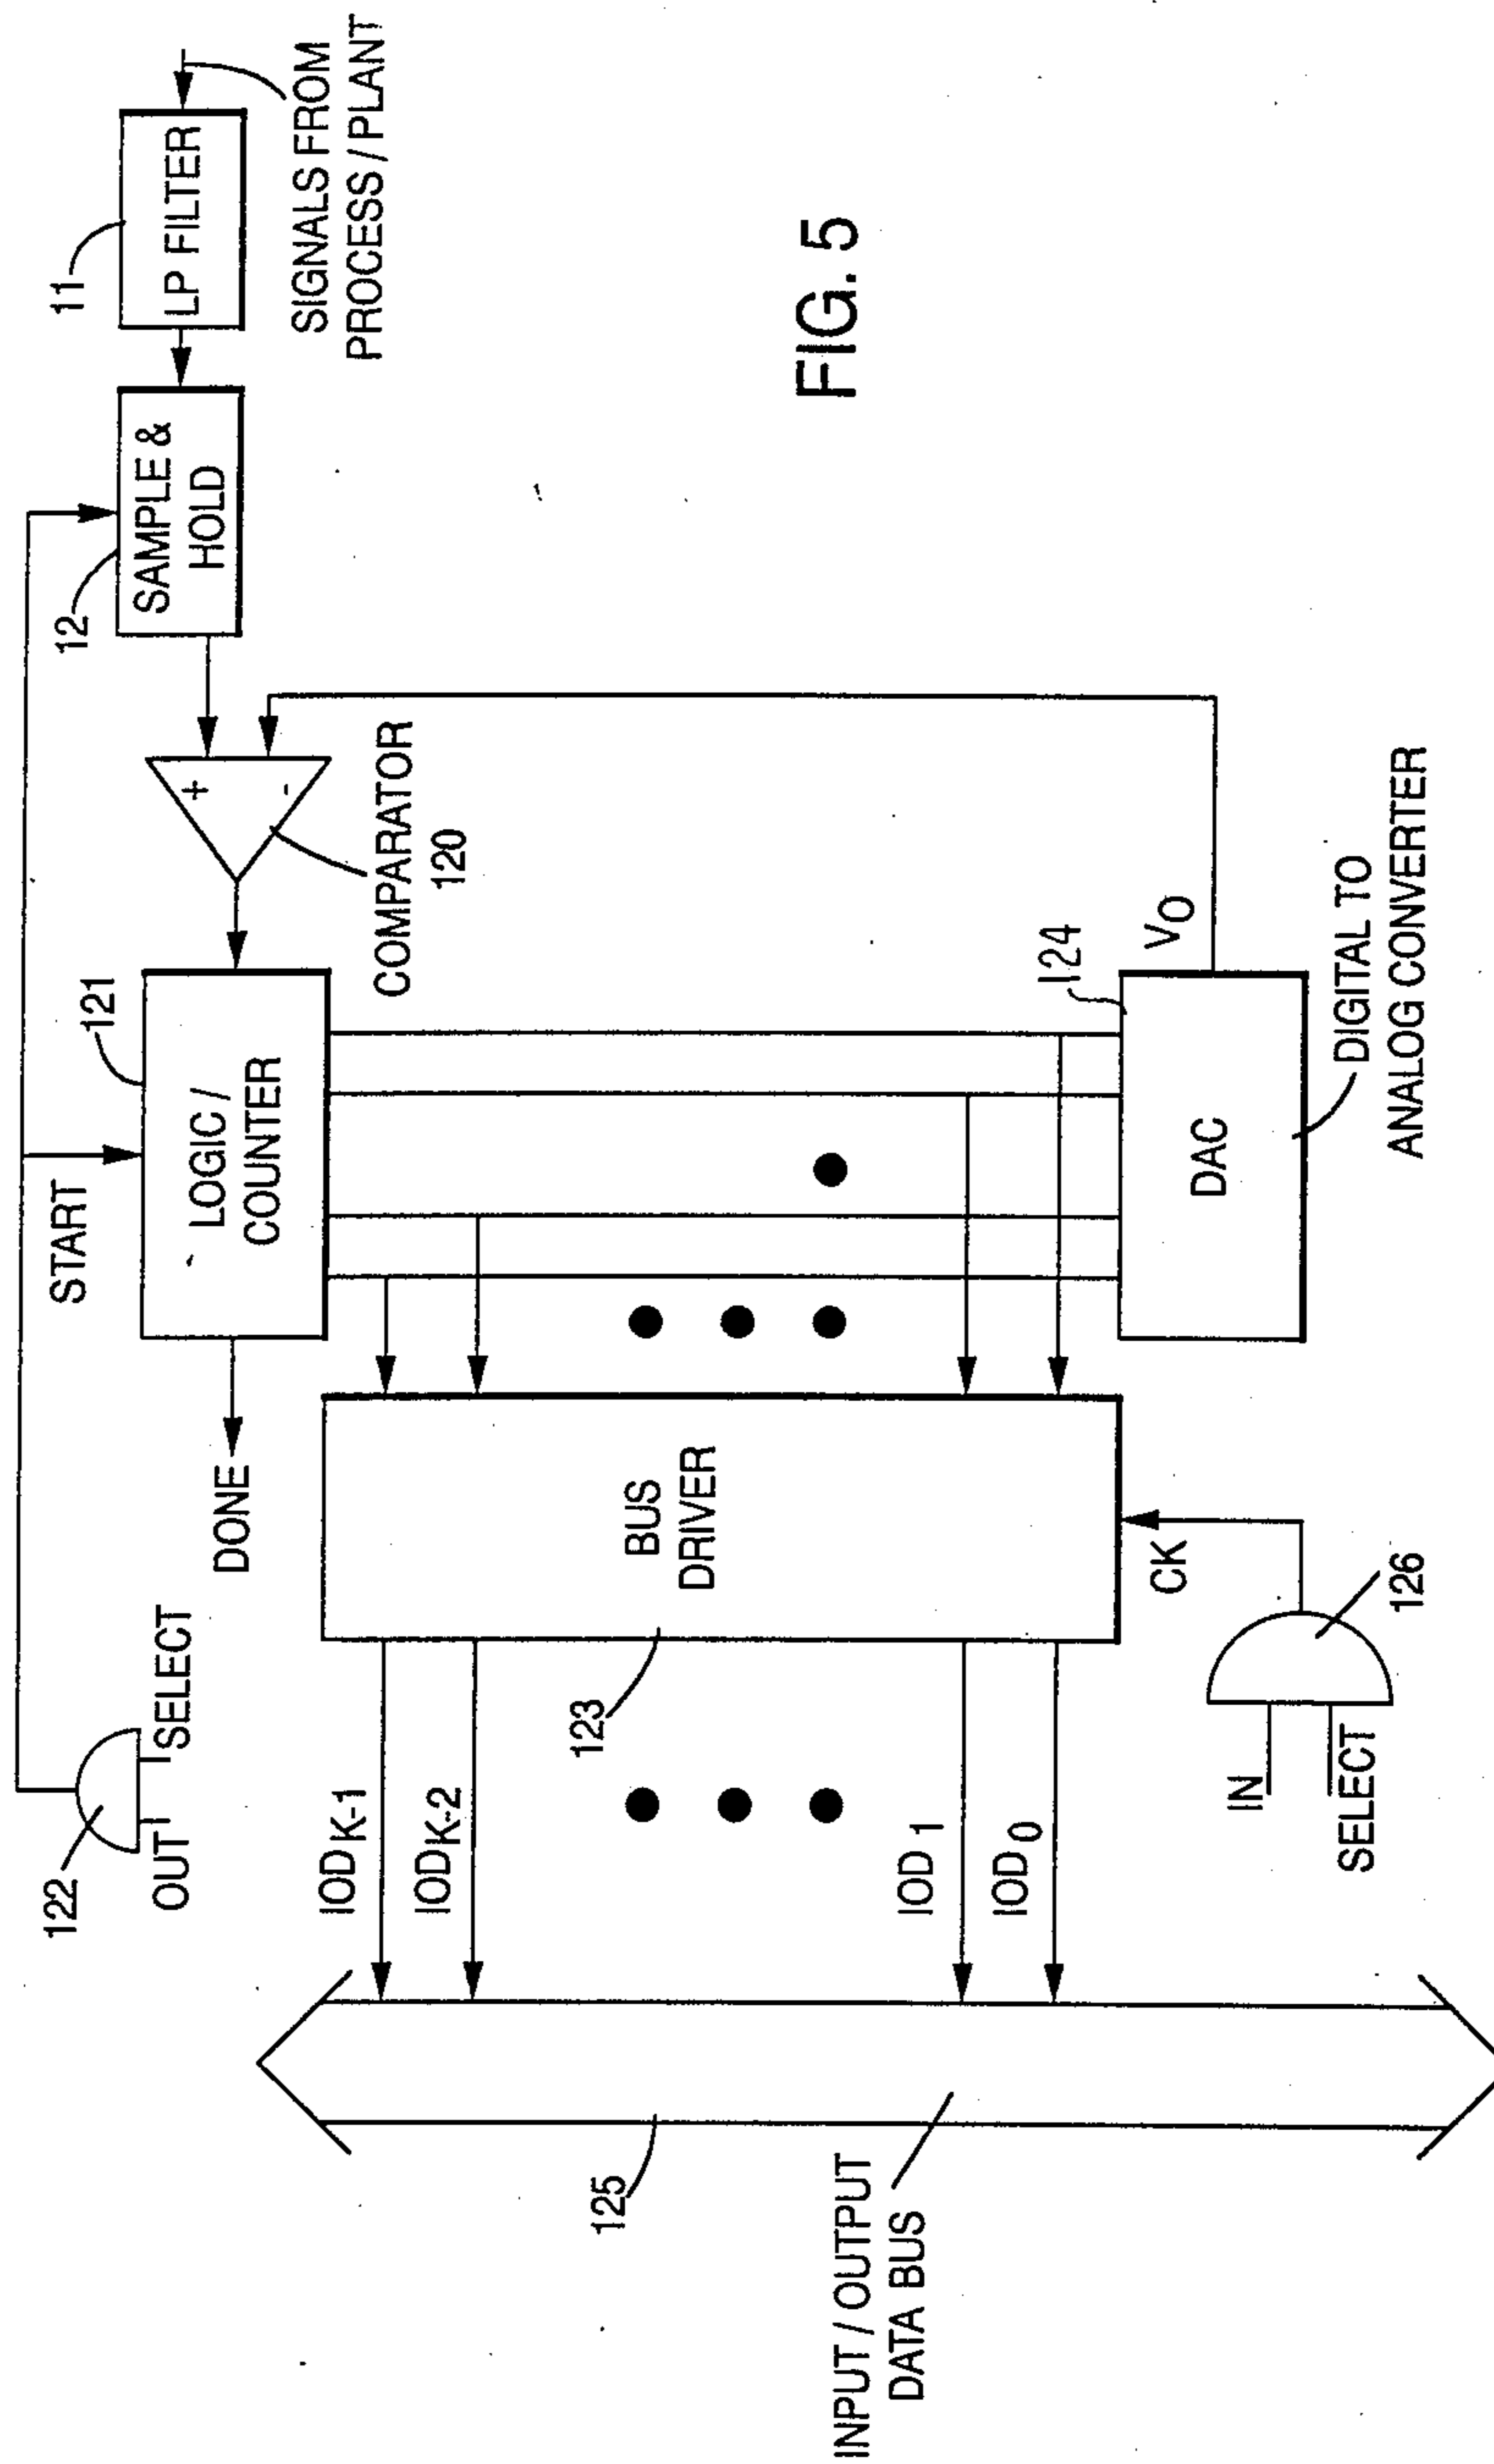 122
OUT
SELECT
START
12
11
DONE
121
LOGIC /
COUNTER
SAMPLE &
HOLD
LP FILTER
+
-
SIGNALS FROM
PROCESS / PLANT
COMPARATOR
120
IODK-1
IODK-2
IOD1
IOD0
123
BUS
DRIVER
125
INPUT / OUTPUT
DATA BUS
CK
IN
SELECT
126
124
VO
DAC
DIGITAL TO
ANALOG CONVERTER
FIG. 5